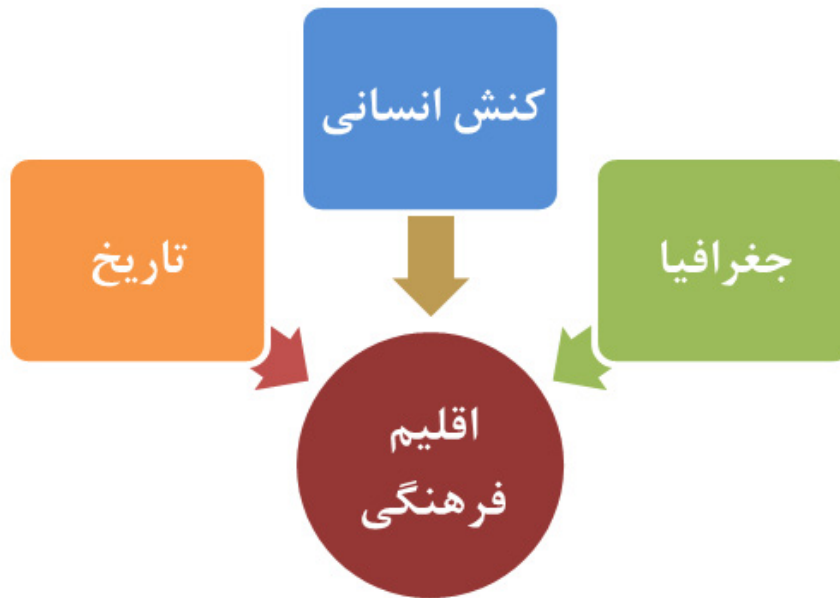 کنش انسانی
جغرافیا
تاریخ
اقلیم
فرهنگی